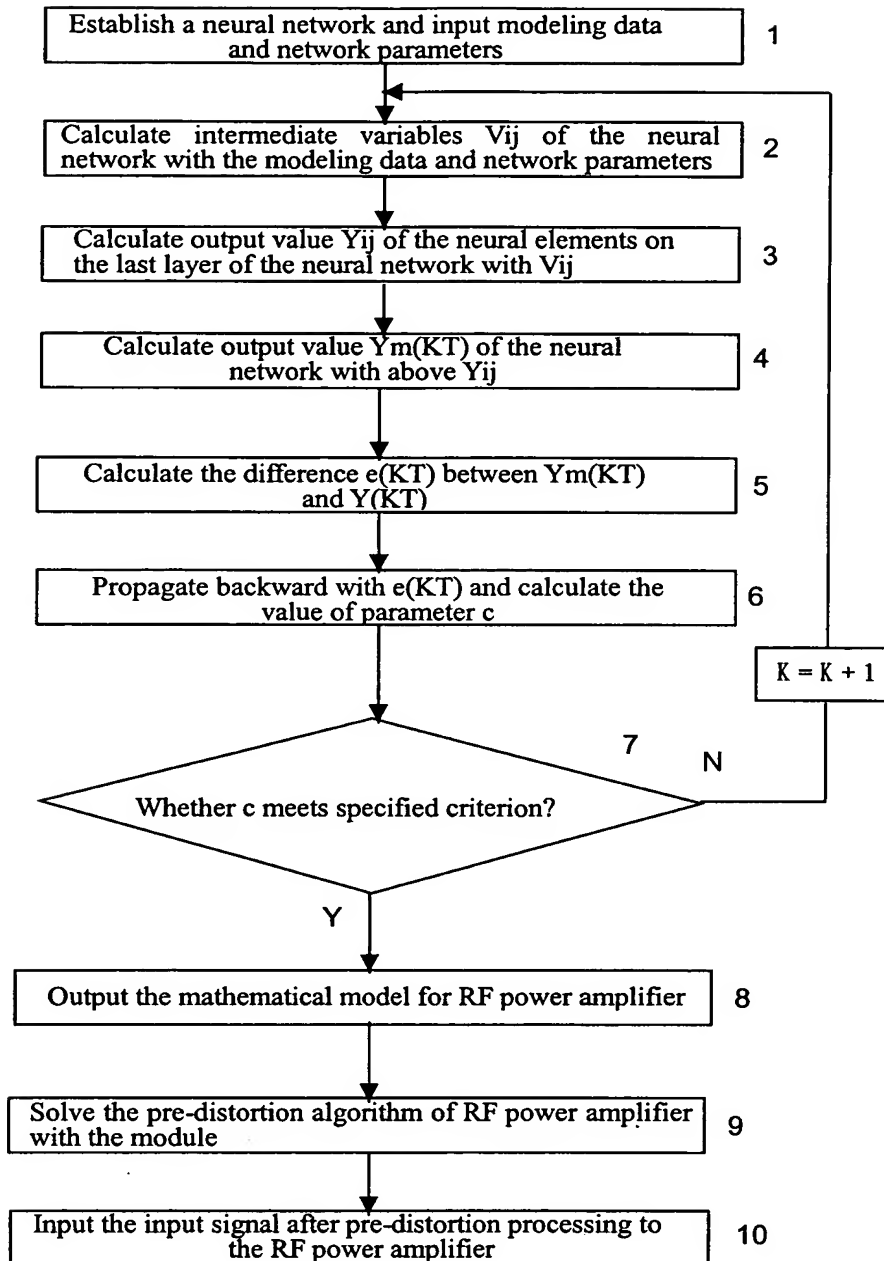 Establish a neural network and input modeling data
and network parameters
1
Calculate intermediate variables Vij of the neural
network with the modeling data and network parameters
2
Calculate output value Yij of the neural elements on
the last layer of the neural network with Vij
3
Calculate output value Ym(KT) of the neural
network with above Yij
4
Calculate the difference e(KT) between Ym(KT)
and Y(KT)
5
Propagate backward with e(KT) and calculate the
value of parameter c
6
K = K + 1
7
N
Whether c meets specified criterion?
Y
Output the mathematical model for RF power amplifier
8
Solve the pre-distortion algorithm of RF power amplifier
with the module
9
Input the input signal after pre-distortion processing to
the RF power amplifier
10